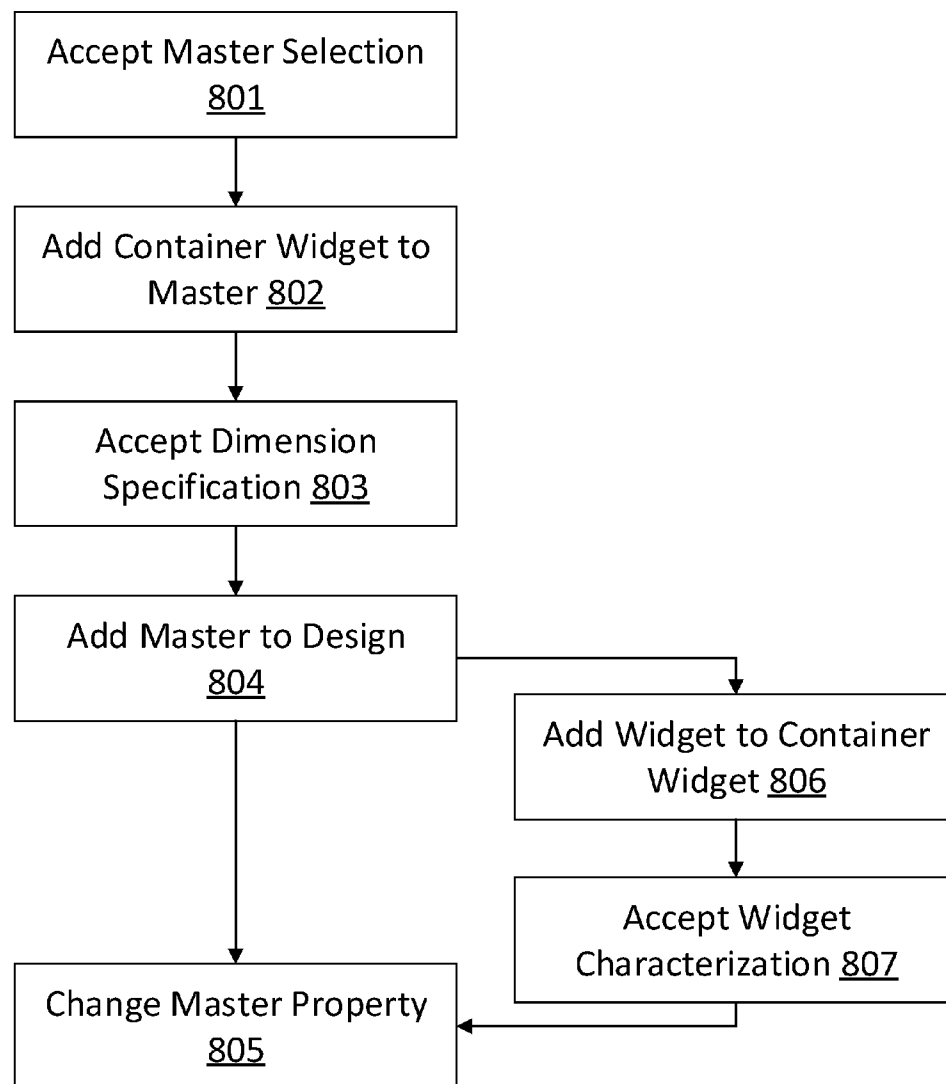 Accept Master Selection
801
Add Container Widget to
Master 802
Accept Dimension
Specification 803
Add Master to Design
804
Add Widget to Container
Widget 806
Accept Widget
Characterization 807
Change Master Property
805